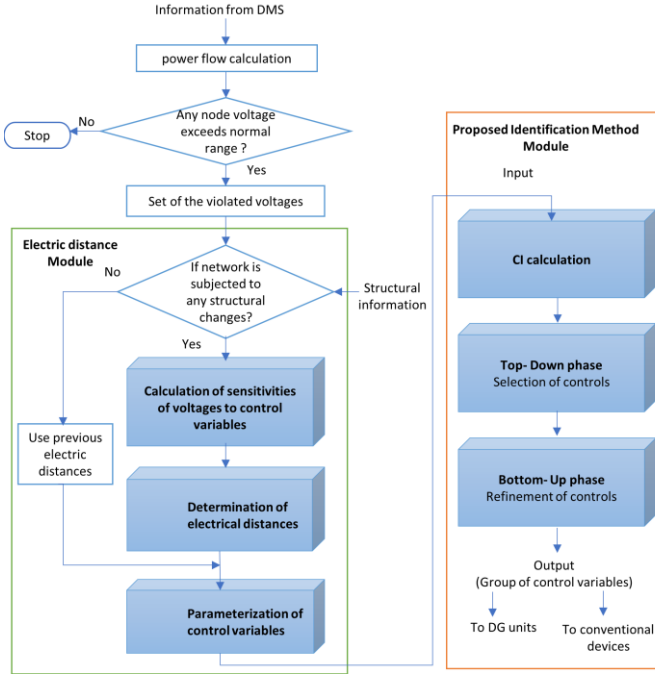 Information from DMS
power flow calculation
Any node voltage
exceeds normal
range ?
No
Stop
Yes
Set of the violated voltages
Electric distance
Module
If network is
subjected to
any structural
changes?
No
Structural
information
Yes
Calculation of sensitivities
of voltages to control
variables
Use previous
electric
distances
Determination of
electrical distances
Parameterization of
control variables
Proposed Identification Method
Module
Input
CI calculation
Top- Down phase
Selection of controls
Bottom- Up phase
Refinement of controls
Output
(Group of control variables)
To DG units
To conventional
devices